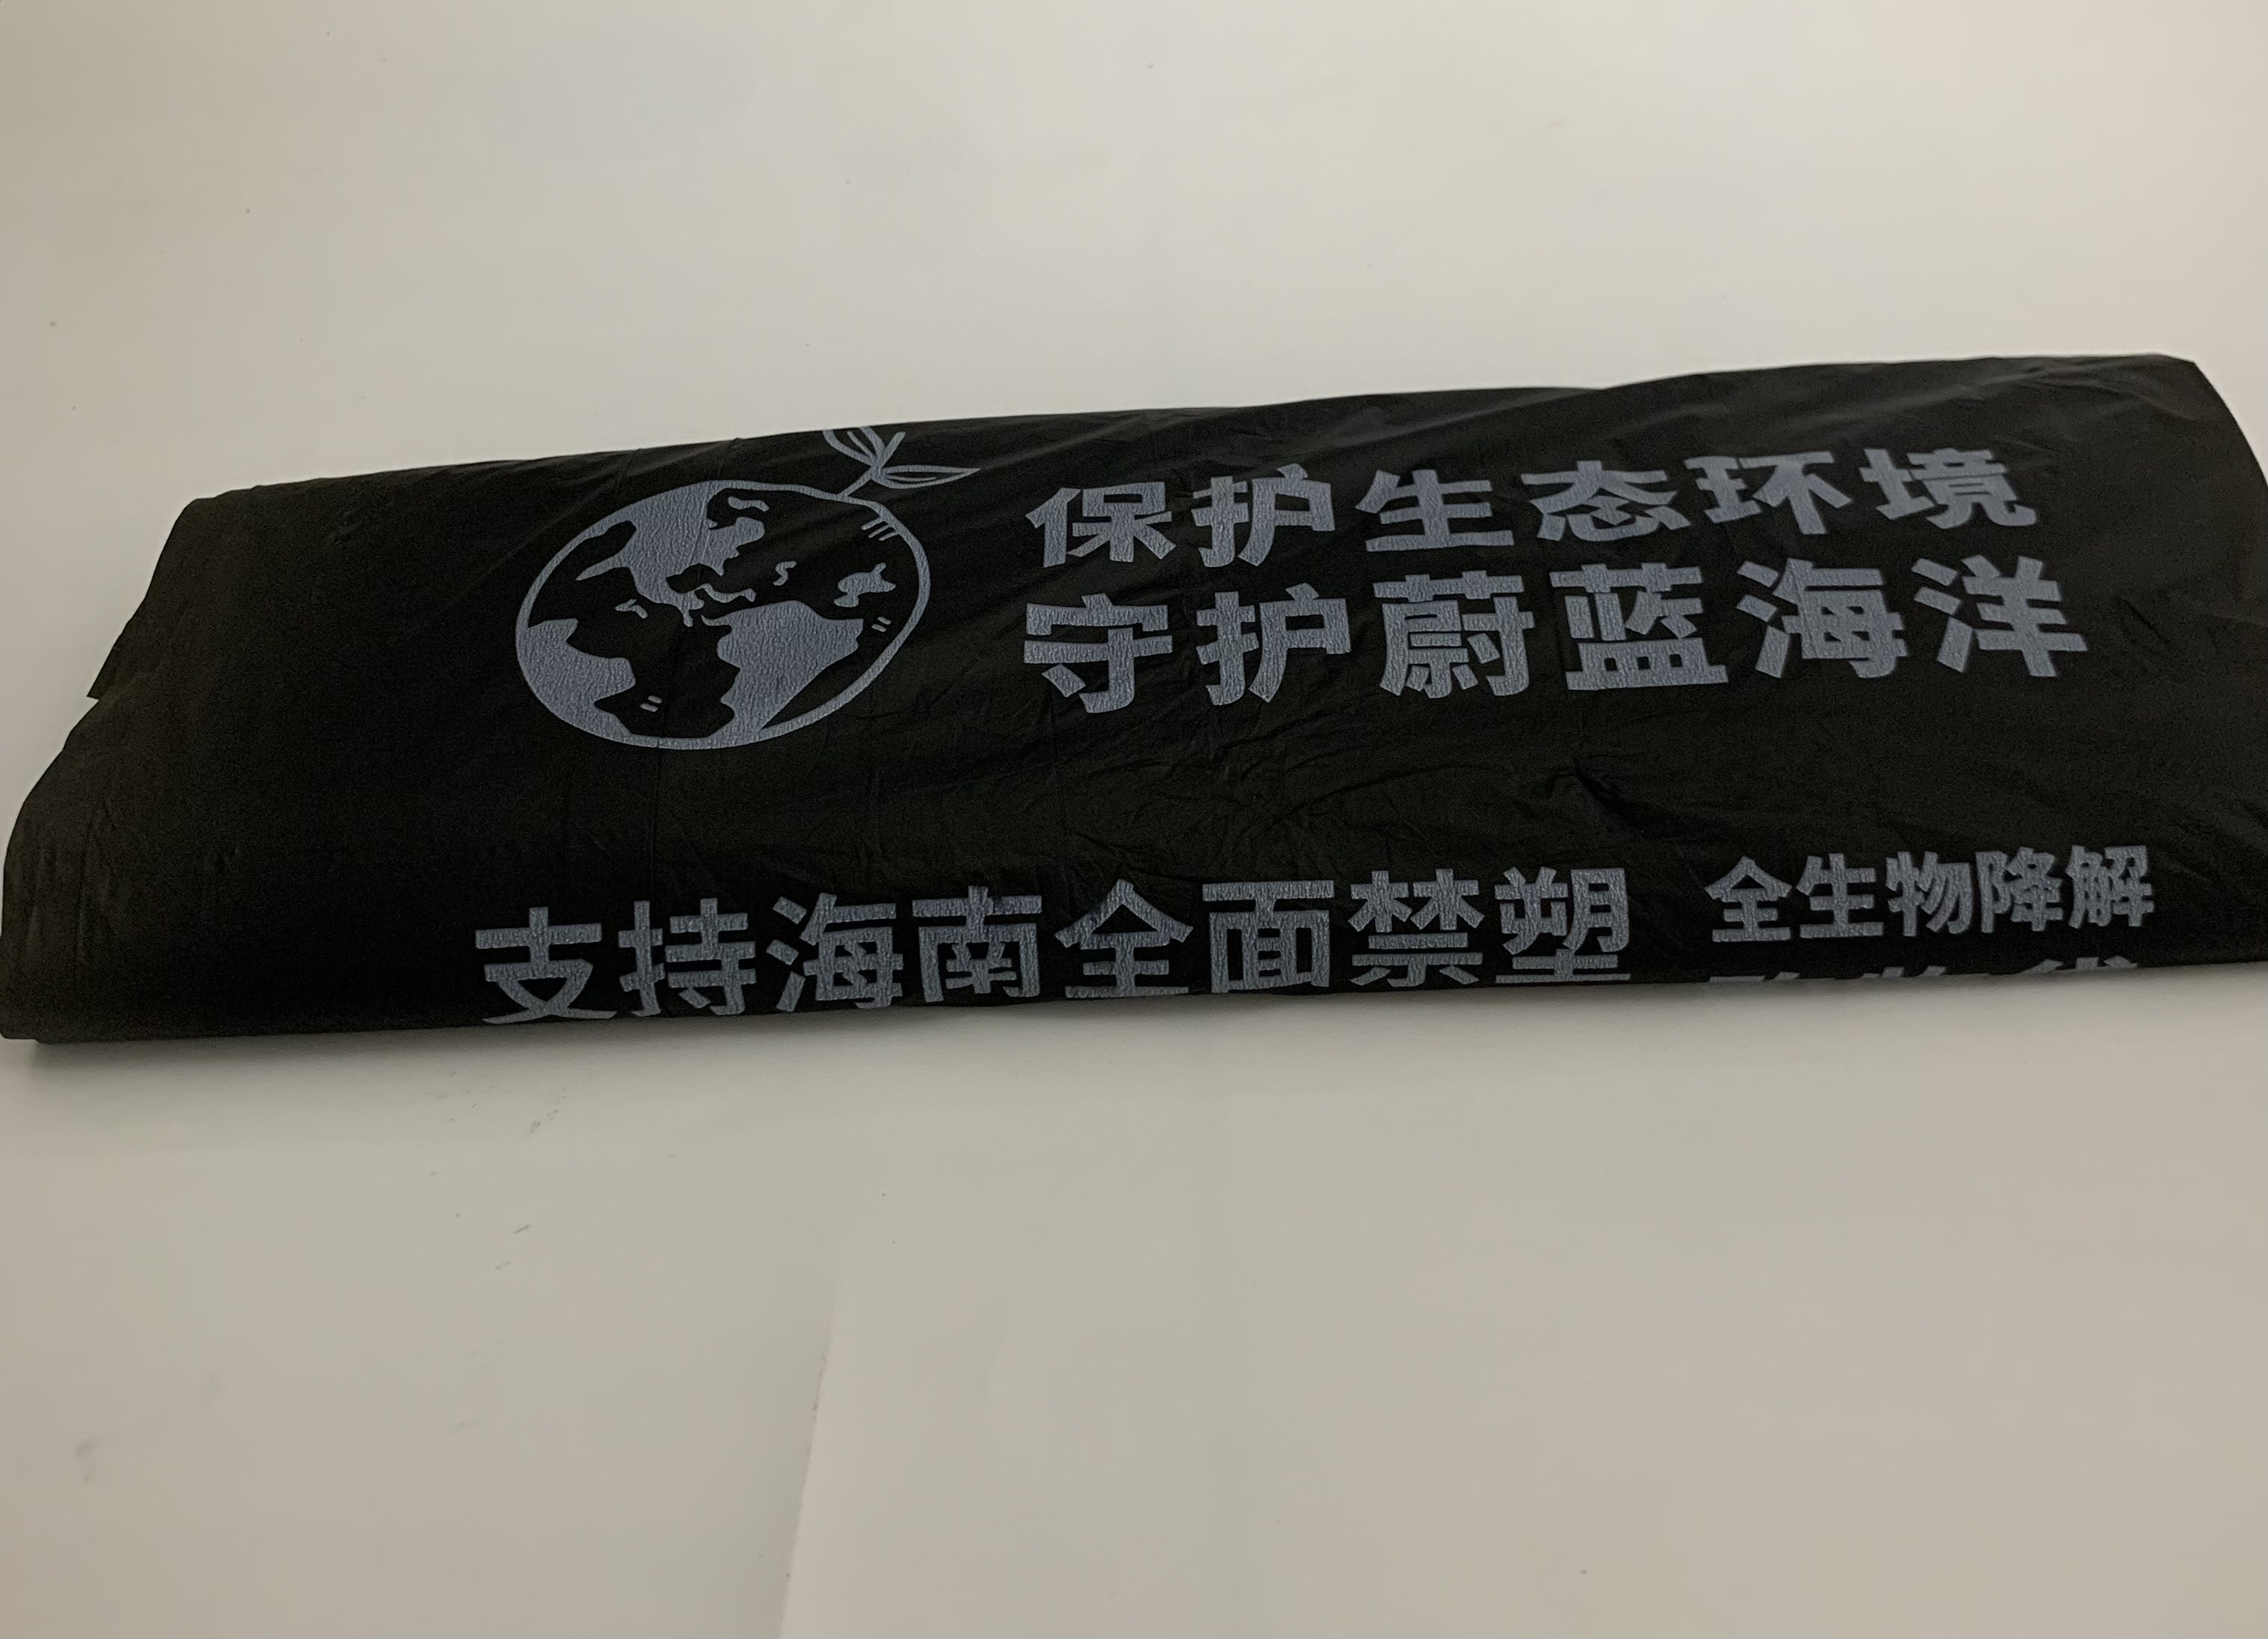 保护生态环境
守护蔚蓝海洋
支持海南全面禁塑
全生物降解